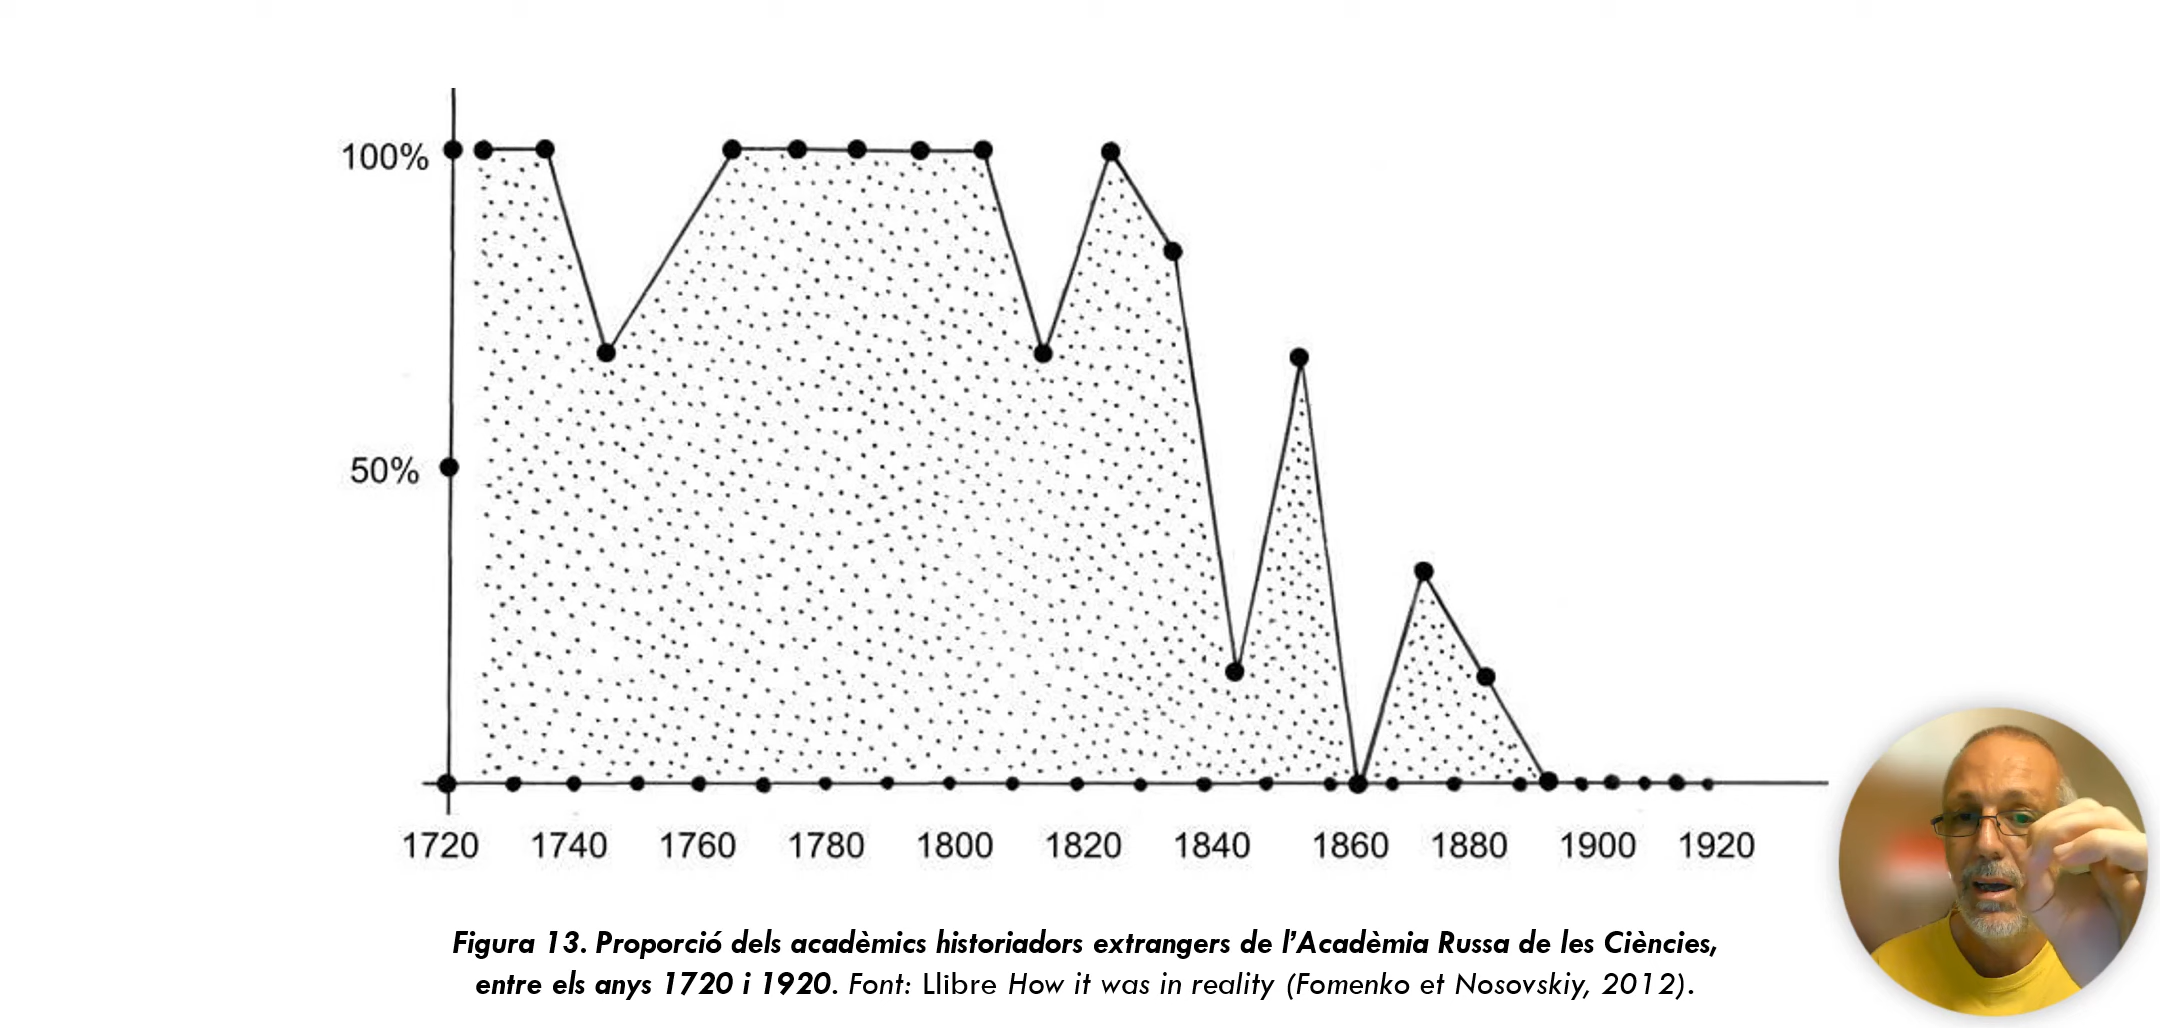 100%
50%
1720 1740 1760 1780 1800 1820 1840 1860 1880 1900 1920
Figura 13. Proporció dels acadèmics historiadors extrangers de l’Acadèmia Russa de les Ciències,
entre els anys 1720 i 1920. Font: Llibre How it was in reality (Fomenko et Nosovskiy, 2012).